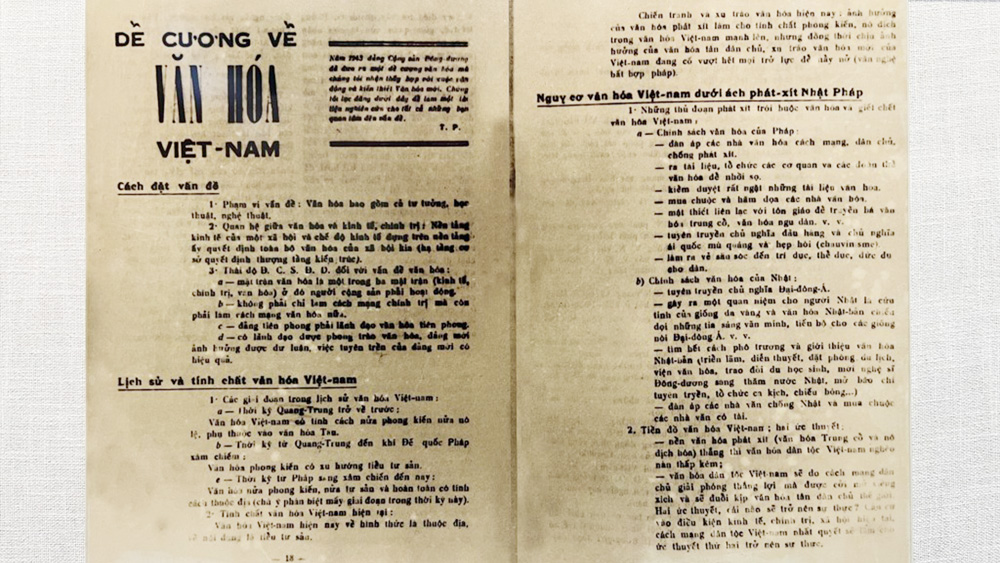 ĐỀ CƯƠNG VỀ
VĂN HÓA
VIỆT-NAM
Năm 1943 đảng Cộng sản Đông dương
đã đưa ra một đề cương văn hóa mà
chúng tôi nhận thấy hợp với cuộc vận
động và kiến thiết Văn hóa mới. Chúng
tôi lục đăng dưới đây để làm một tài
liệu nghiên cứu cho tất cả những bạn
quan tâm đến vấn đề.
T. P.
Cách đặt vấn đề
1· Phạm vi vấn đề : Văn hóa bao gồm cả tư tưởng, học
thuật, nghệ thuật.
2· Quan hệ giữa văn hóa và kinh tế, chính trị : Nền tảng
kinh tế của một xã hội và chế độ kinh tế dựng trên nền tảng
ấy quyết định toàn bộ văn hóa của xã hội kia (hạ tầng cơ
sở quyết định thượng tầng kiến trúc).
3· Thái độ Đ. C. S. Đ. D. đối với vấn đề văn hóa :
a — mặt trận văn hóa là một trong ba mặt trận (kinh tế,
chính trị, văn hóa) ở đó người cộng sản phải hoạt động.
b — không phải chỉ làm cách mạng chính trị mà còn
phải làm cách mạng văn hóa nữa.
c — đảng tiên phong phải lãnh đạo văn hóa tiên phong.
d — có lãnh đạo được phong trào văn hóa, đảng mới
ảnh hưởng được dư luận, việc tuyên trền của đảng mới có
hiệu quả.
Lịch sử và tính chất văn hóa Việt-nam
1· Các giai đoạn trong lịch sử văn hóa Việt-nam :
a — Thời kỳ Quang-Trung trở về trước :
Văn hóa Việt-nam có tính cách nửa phong kiến nửa nô
lệ, phụ thuộc vào văn hóa Tàu.
b — Thời kỳ từ Quang-Trung đến khi Đế quốc Pháp
xâm chiếm :
Văn hóa phong kiến có xu hướng tiểu tư sản.
c — Thời kỳ từ Pháp sang xâm chiến đến nay :
Văn hóa nửa phong kiến, nửa tư sản và hoàn toàn có tính
cách thuộc địa (chú ý phân biệt mấy giai đoạn trong thời kỳ này).
2· Tính chất văn hóa Việt-nam hiện tại :
Văn hóa Việt-nam hiện nay về hình thức là thuộc địa,
về nội dung là tiểu tư sản.
— 18 —
Chiến tranh và xu trào văn hóa hiện nay : ảnh hưởng
của văn hóa phát xít làm cho tính chất phong kiến, nô dịch
trong văn hóa Việt-nam mạnh lên, nhưng đồng thời chịu ảnh
hưởng của văn hóa tân dân chủ, xu trào văn hóa mới của
Việt-nam đang cố vượt hết mọi trở lực để nảy nở (văn nghệ
bất hợp pháp).
Nguy cơ văn hóa Việt-nam dưới ách phát-xít Nhật Pháp
1· Những thủ đoạn phát xít trói buộc văn hóa và giết chết
văn hóa Việt-nam ;
a — Chính sách văn hóa của Pháp :
— đàn áp các nhà văn hóa cách mạng, dân chủ,
chống phát xít.
— ra tài liệu, tổ chức các cơ quan và các đoàn thể
văn hóa để nhồi sọ.
— kiểm duyệt rất ngặt những tài liệu văn hóa.
— mua chuộc và hăm dọa các nhà văn hóa.
— mật thiết liên lạc với tôn giáo để truyền bá văn
hóa trung cổ, văn hóa ngu dân. v. v.
— tuyên truyền chủ nghĩa đầu hàng và chủ nghĩa
ái quốc mù quáng và hẹp hòi (chauvinisme).
— làm ra vẻ săn sóc đến trí dục, thể dục, đức dục
cho dân.
b) Chính sách văn hóa của Nhật :
— tuyên truyền chủ nghĩa Đại-đông-Á.
— gây ra một quan niệm cho người Nhật là cứu
tinh của giống da vàng và văn hóa Nhật-bản chiếu
dọi những tia sáng văn minh, tiến bộ cho các giống
nòi Đại-đông Á. v. v.
— tìm hết cách phô trương và giới thiệu văn hóa
Nhật-bản (triển lãm, diễn thuyết, đặt phòng du lịch,
viện văn hóa, trao đổi du học sinh, mời nghệ sĩ
Đông-dương sang thăm nước Nhật, mở báo chí
tuyên truyền, tổ chức ca kịch, chiếu bóng...)
— đàn áp các nhà văn chống Nhật và mua chuộc
các nhà văn có tài.
2. Tiền đồ văn hóa Việt-nam ; hai ức thuyết :
— nền văn hóa phát xít (văn hóa Trung cổ và nô
dịch hóa) thắng thì văn hóa dân tộc Việt-nam nghèo
nàn thấp kém ;
— văn hóa dân tộc Việt-nam sẽ do cách mạng dân
chủ giải phóng thắng lợi mà được cởi mở xiềng
xích và sẽ đuổi kịp văn hóa tân dân chủ thế giới.
Hai ức thuyết, cái nào sẽ trở nên sự thực ? Căn cứ
vào điều kiện kinh tế, chính trị, xã hội hiện tại,
cách mạng dân tộc Việt-nam nhất quyết sẽ làm cho
ức thuyết thứ hai trở nên sự thực.